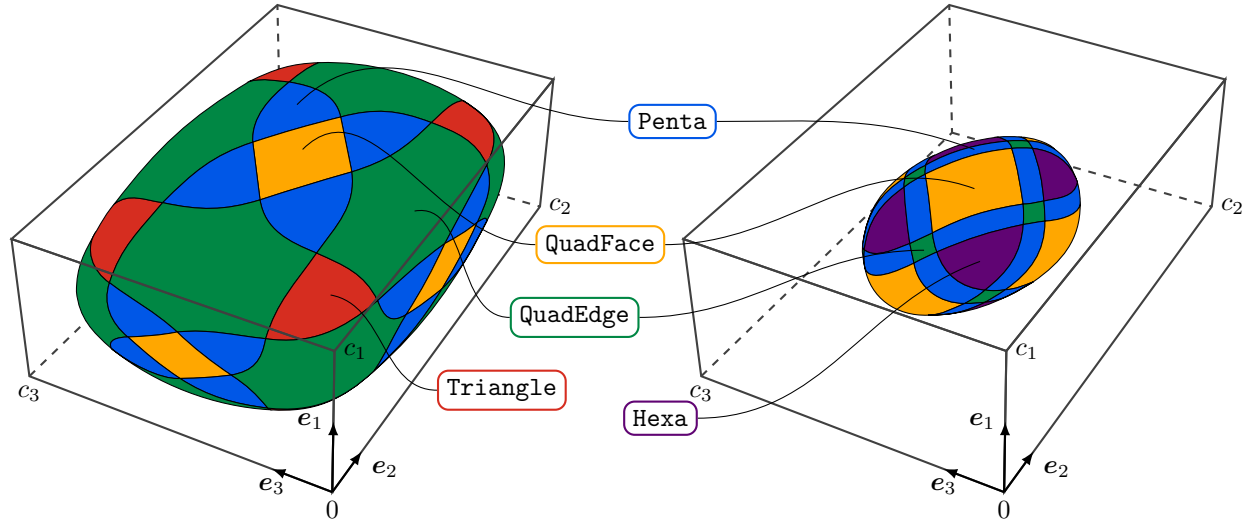 Penta
QuadFace
QuadEdge
Triangle
Hexa
c₁
c₂
c₃
e₁
e₂
e₃
0
c₁
c₂
c₃
e₁
e₂
e₃
0